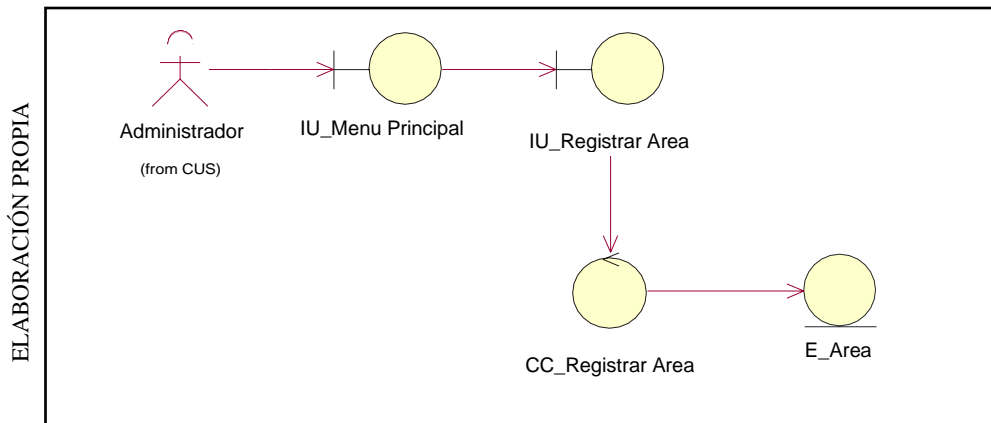 ELABORACIÓN PROPIA
Administrador
(from CUS)
IU_Menu Principal
IU_Registrar Area
CC_Registrar Area
E_Area